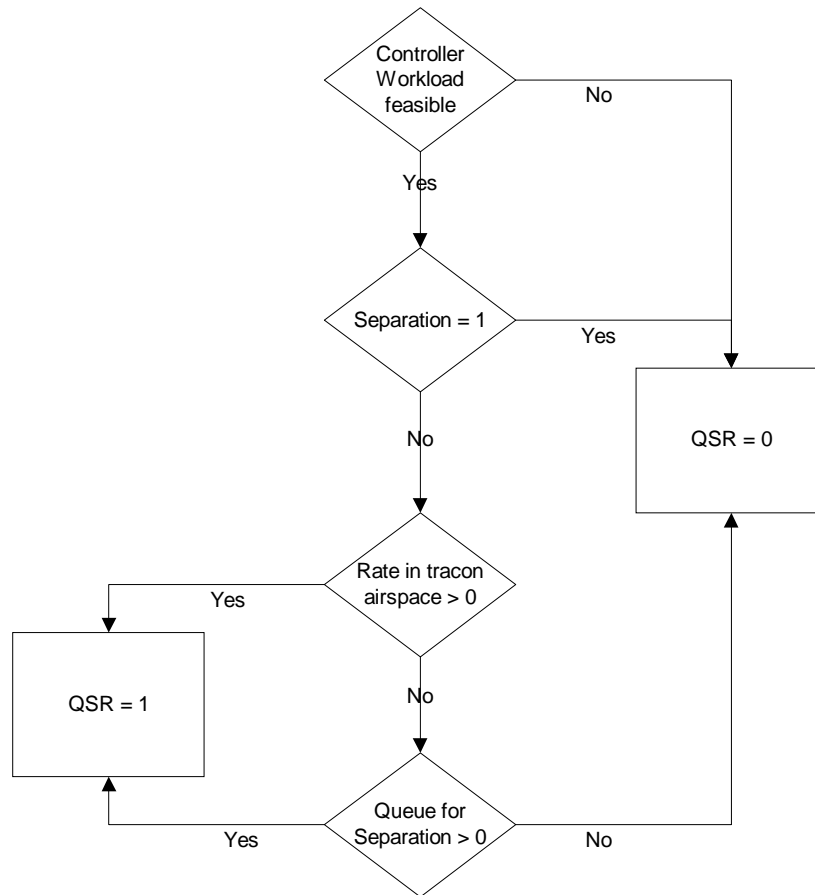 Controller
Workload
feasible
No
Yes
Separation = 1
Yes
No
QSR = 0
Rate in tracon
airspace > 0
Yes
QSR = 1
No
Queue for
Separation > 0
Yes
No